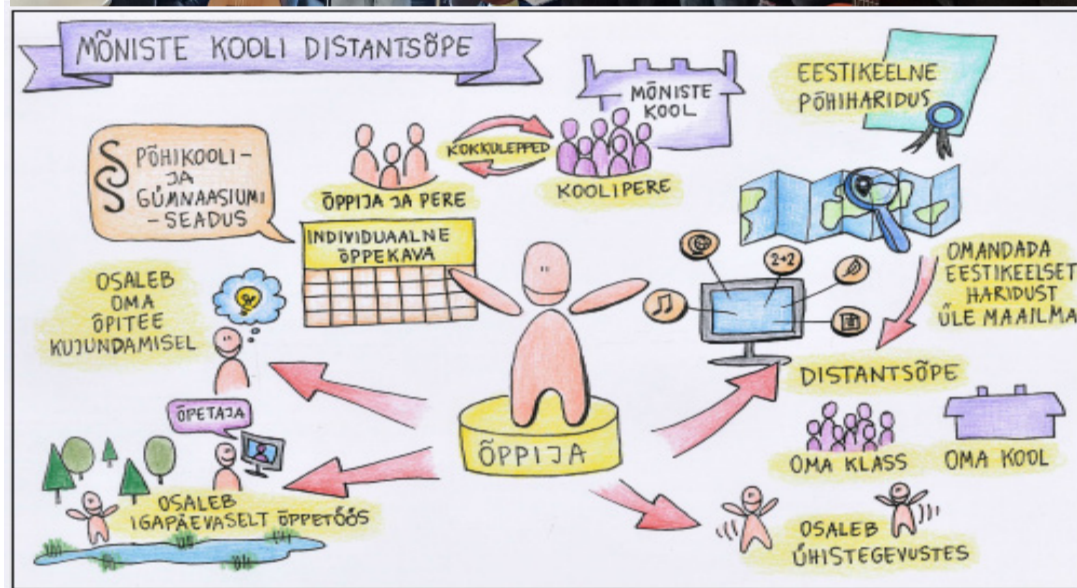 MÕNISTE KOOLI DISTANTSÕPE
MÕNISTE
KOOL
EESTIKEELNE
PÕHIHARIDUS
§ PÕHIKOOLI-
JA
GÜMNAASIUMI
-SEADUS
KOKKULEPPED
ÕPPIJA JA PERE
KOOLIPERE
INDIVIDUAALNE
ÕPPEKAVA
2+2
OMANDADA
EESTIKEELSET
HARIDUST
ÜLE MAAILMA
OSALEB
OMA
ÕPITEE
KUJUNDAMISEL
DISTANTSÕPE
ÕPETAJA
ÕPPIJA
OMA KLASS
OMA KOOL
OSALEB
IGAPÄEVASELT ÕPPETÖÖS
OSALEB
ÜHISTEGEVUSTES